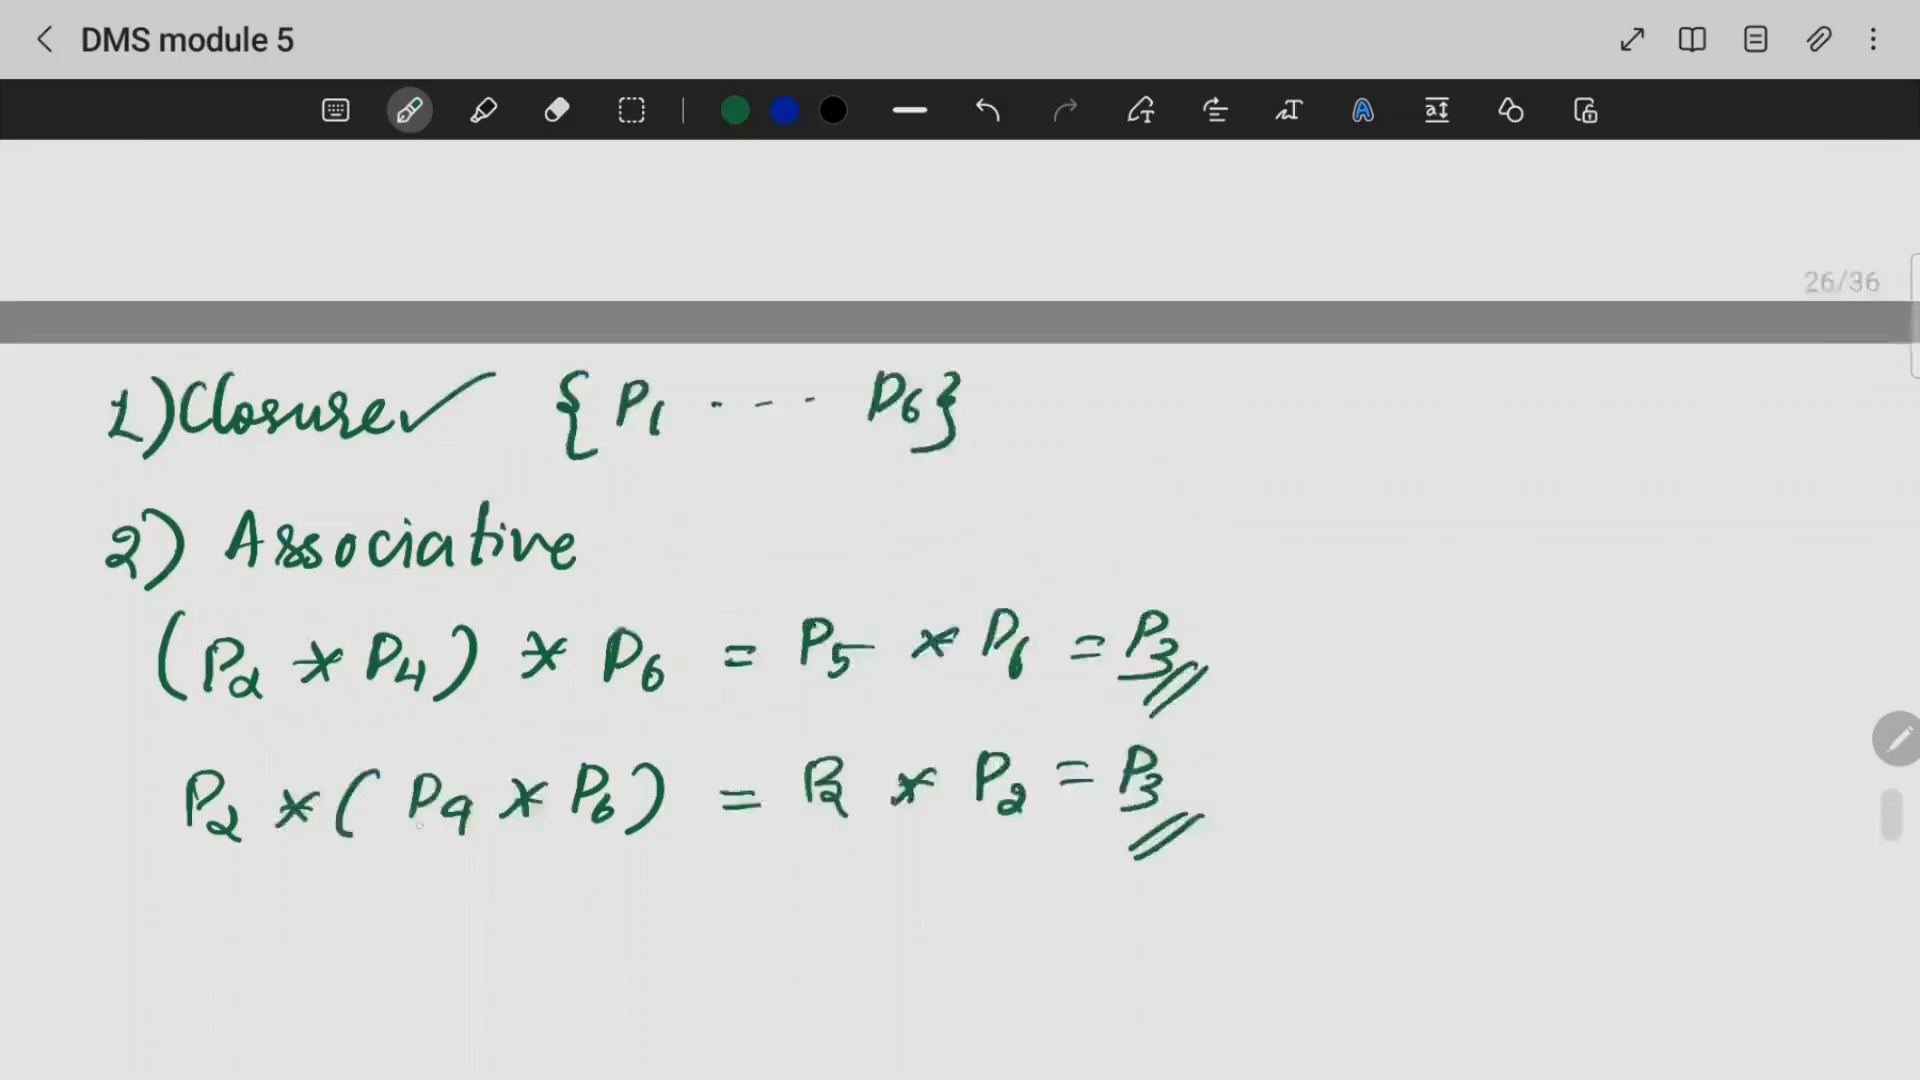 DMS module 5
26/36
1) Closure✓ {P1 . - - . P6}
2) Associative
(P2 * P4) * P6 = P5 * P6 = P3
P2 * (P4 * P6) = P2 * P2 = P3